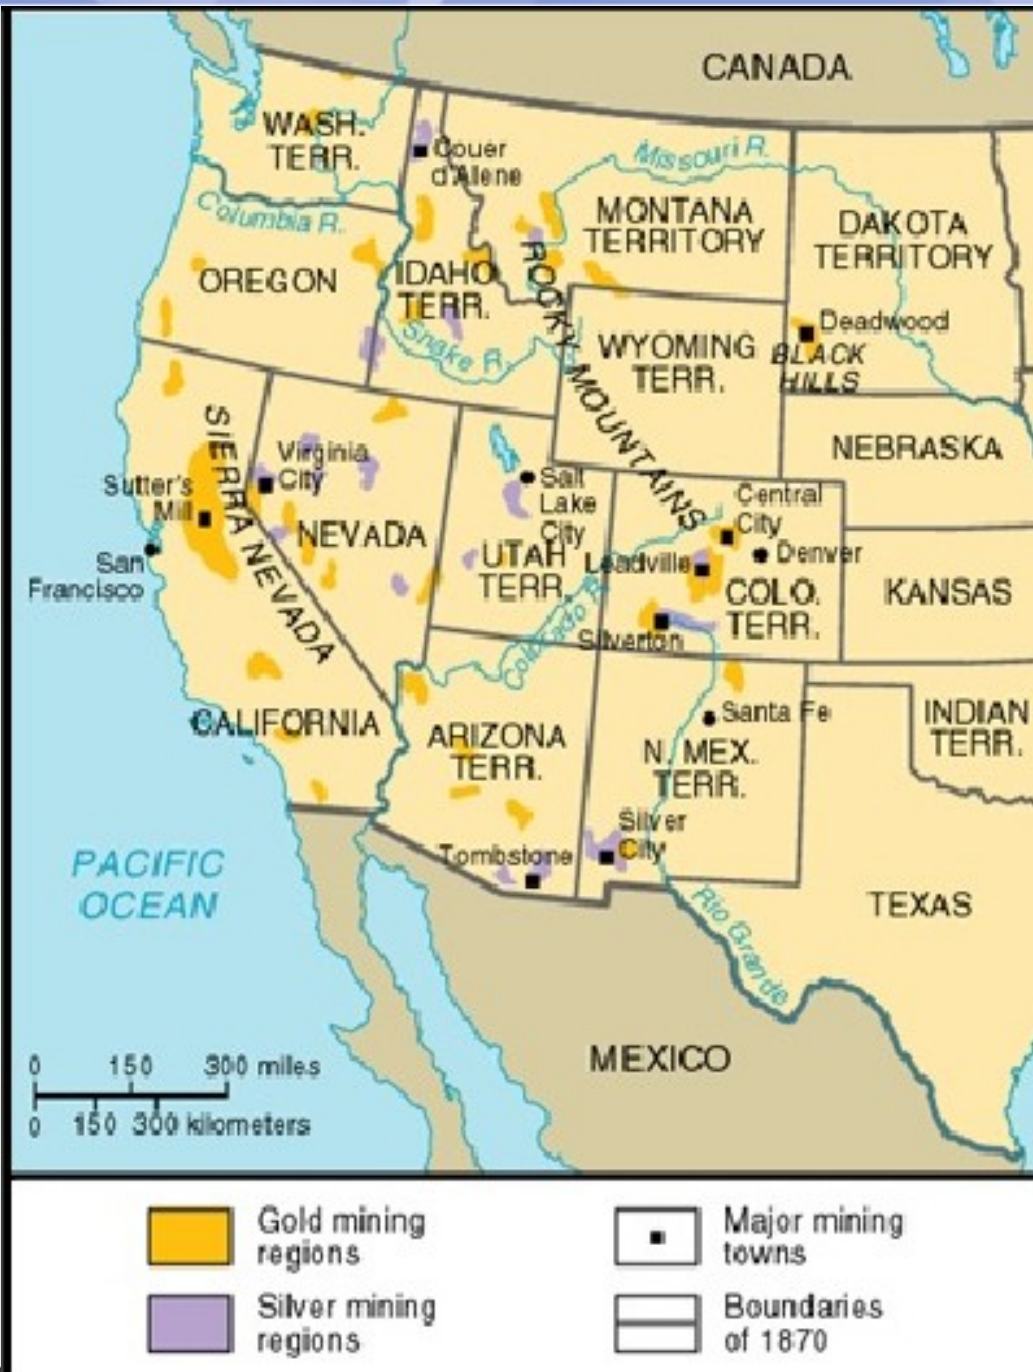 CANADA
WASH.
TERR.
Couer
d'Alene
Missouri R.
Columbia R.
MONTANA
TERRITORY
DAKOTA
TERRITORY
OREGON
IDAHO
TERR.
ROCKY MOUNTAINS
Snake R.
WYOMING
TERR.
Deadwood
BLACK
HILLS
SIERRA NEVADA
Virginia
City
NEBRASKA
Sutter's
Mill
Salt
Lake
City
Central
City
NEVADA
San
Francisco
UTAH
TERR.
Leadville
Denver
COLO.
TERR.
KANSAS
Colorado R.
Silverton
CALIFORNIA
ARIZONA
TERR.
Santa Fe
N. MEX.
TERR.
INDIAN
TERR.
Silver
City
Tombstone
PACIFIC
OCEAN
Rio Grande
TEXAS
MEXICO
0 150 300 miles
0 150 300 kilometers
Gold mining
regions
Major mining
towns
Silver mining
regions
Boundaries
of 1870